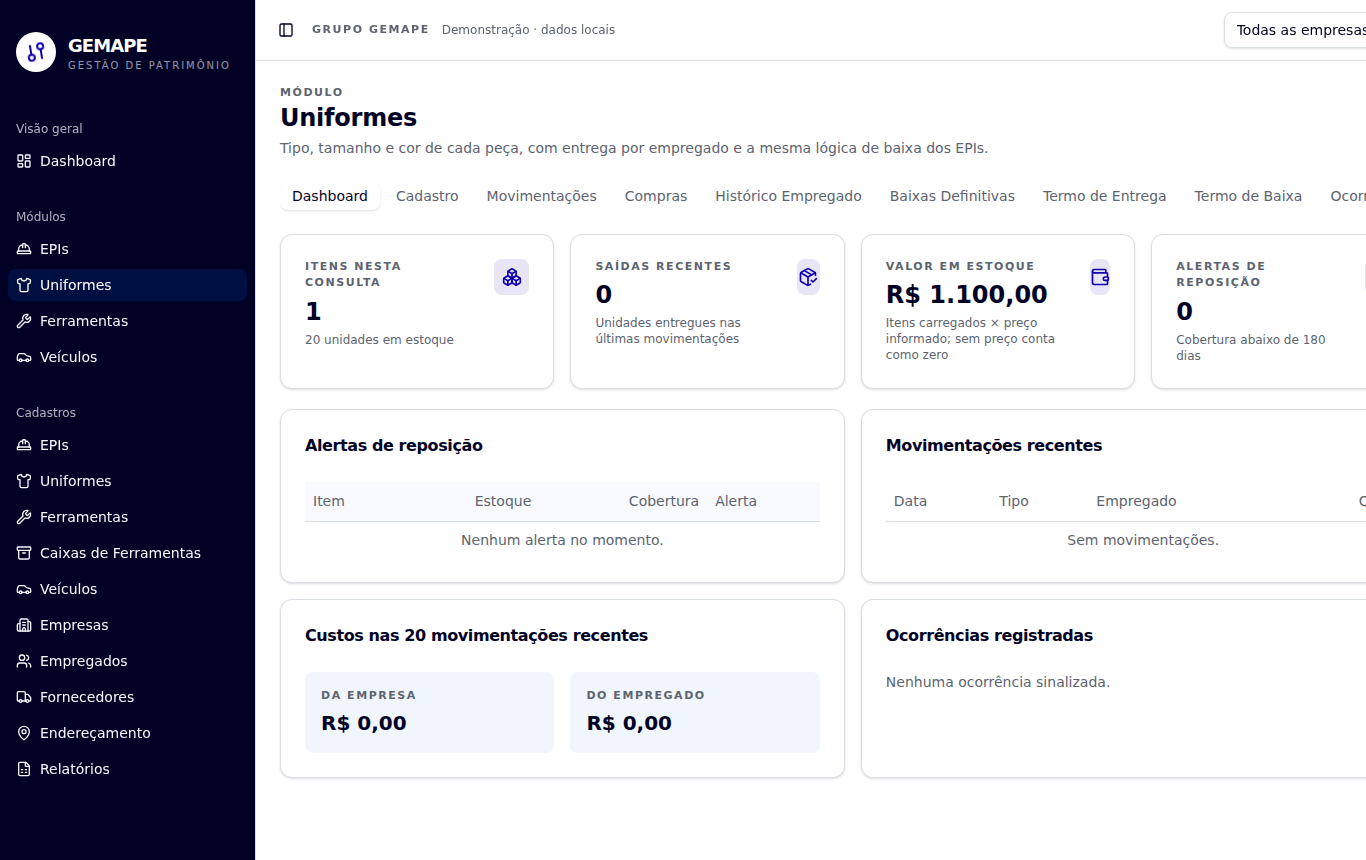 GEMAPE
GESTÃO DE PATRIMÔNIO
Visão geral
Dashboard
Módulos
EPIs
Uniformes
Ferramentas
Veículos
Cadastros
EPIs
Uniformes
Ferramentas
Caixas de Ferramentas
Veículos
Empresas
Empregados
Fornecedores
Endereçamento
Relatórios
GRUPO GEMAPE Demonstração · dados locais
Todas as empresas
MÓDULO
Uniformes
Tipo, tamanho e cor de cada peça, com entrega por empregado e a mesma lógica de baixa dos EPIs.
Dashboard Cadastro Movimentações Compras Histórico Empregado Baixas Definitivas Termo de Entrega Termo de Baixa
ITENS NESTA
CONSULTA
1
20 unidades em estoque
SAÍDAS RECENTES
0
Unidades entregues nas
últimas movimentações
VALOR EM ESTOQUE
R$ 1.100,00
Itens carregados × preço
informado; sem preço conta
como zero
ALERTAS DE
REPOSIÇÃO
0
Cobertura abaixo de 180
dias
Alertas de reposição
Item Estoque Cobertura Alerta
Nenhum alerta no momento.
Movimentações recentes
Data Tipo Empregado
Sem movimentações.
Custos nas 20 movimentações recentes
DA EMPRESA
R$ 0,00
DO EMPREGADO
R$ 0,00
Ocorrências registradas
Nenhuma ocorrência sinalizada.